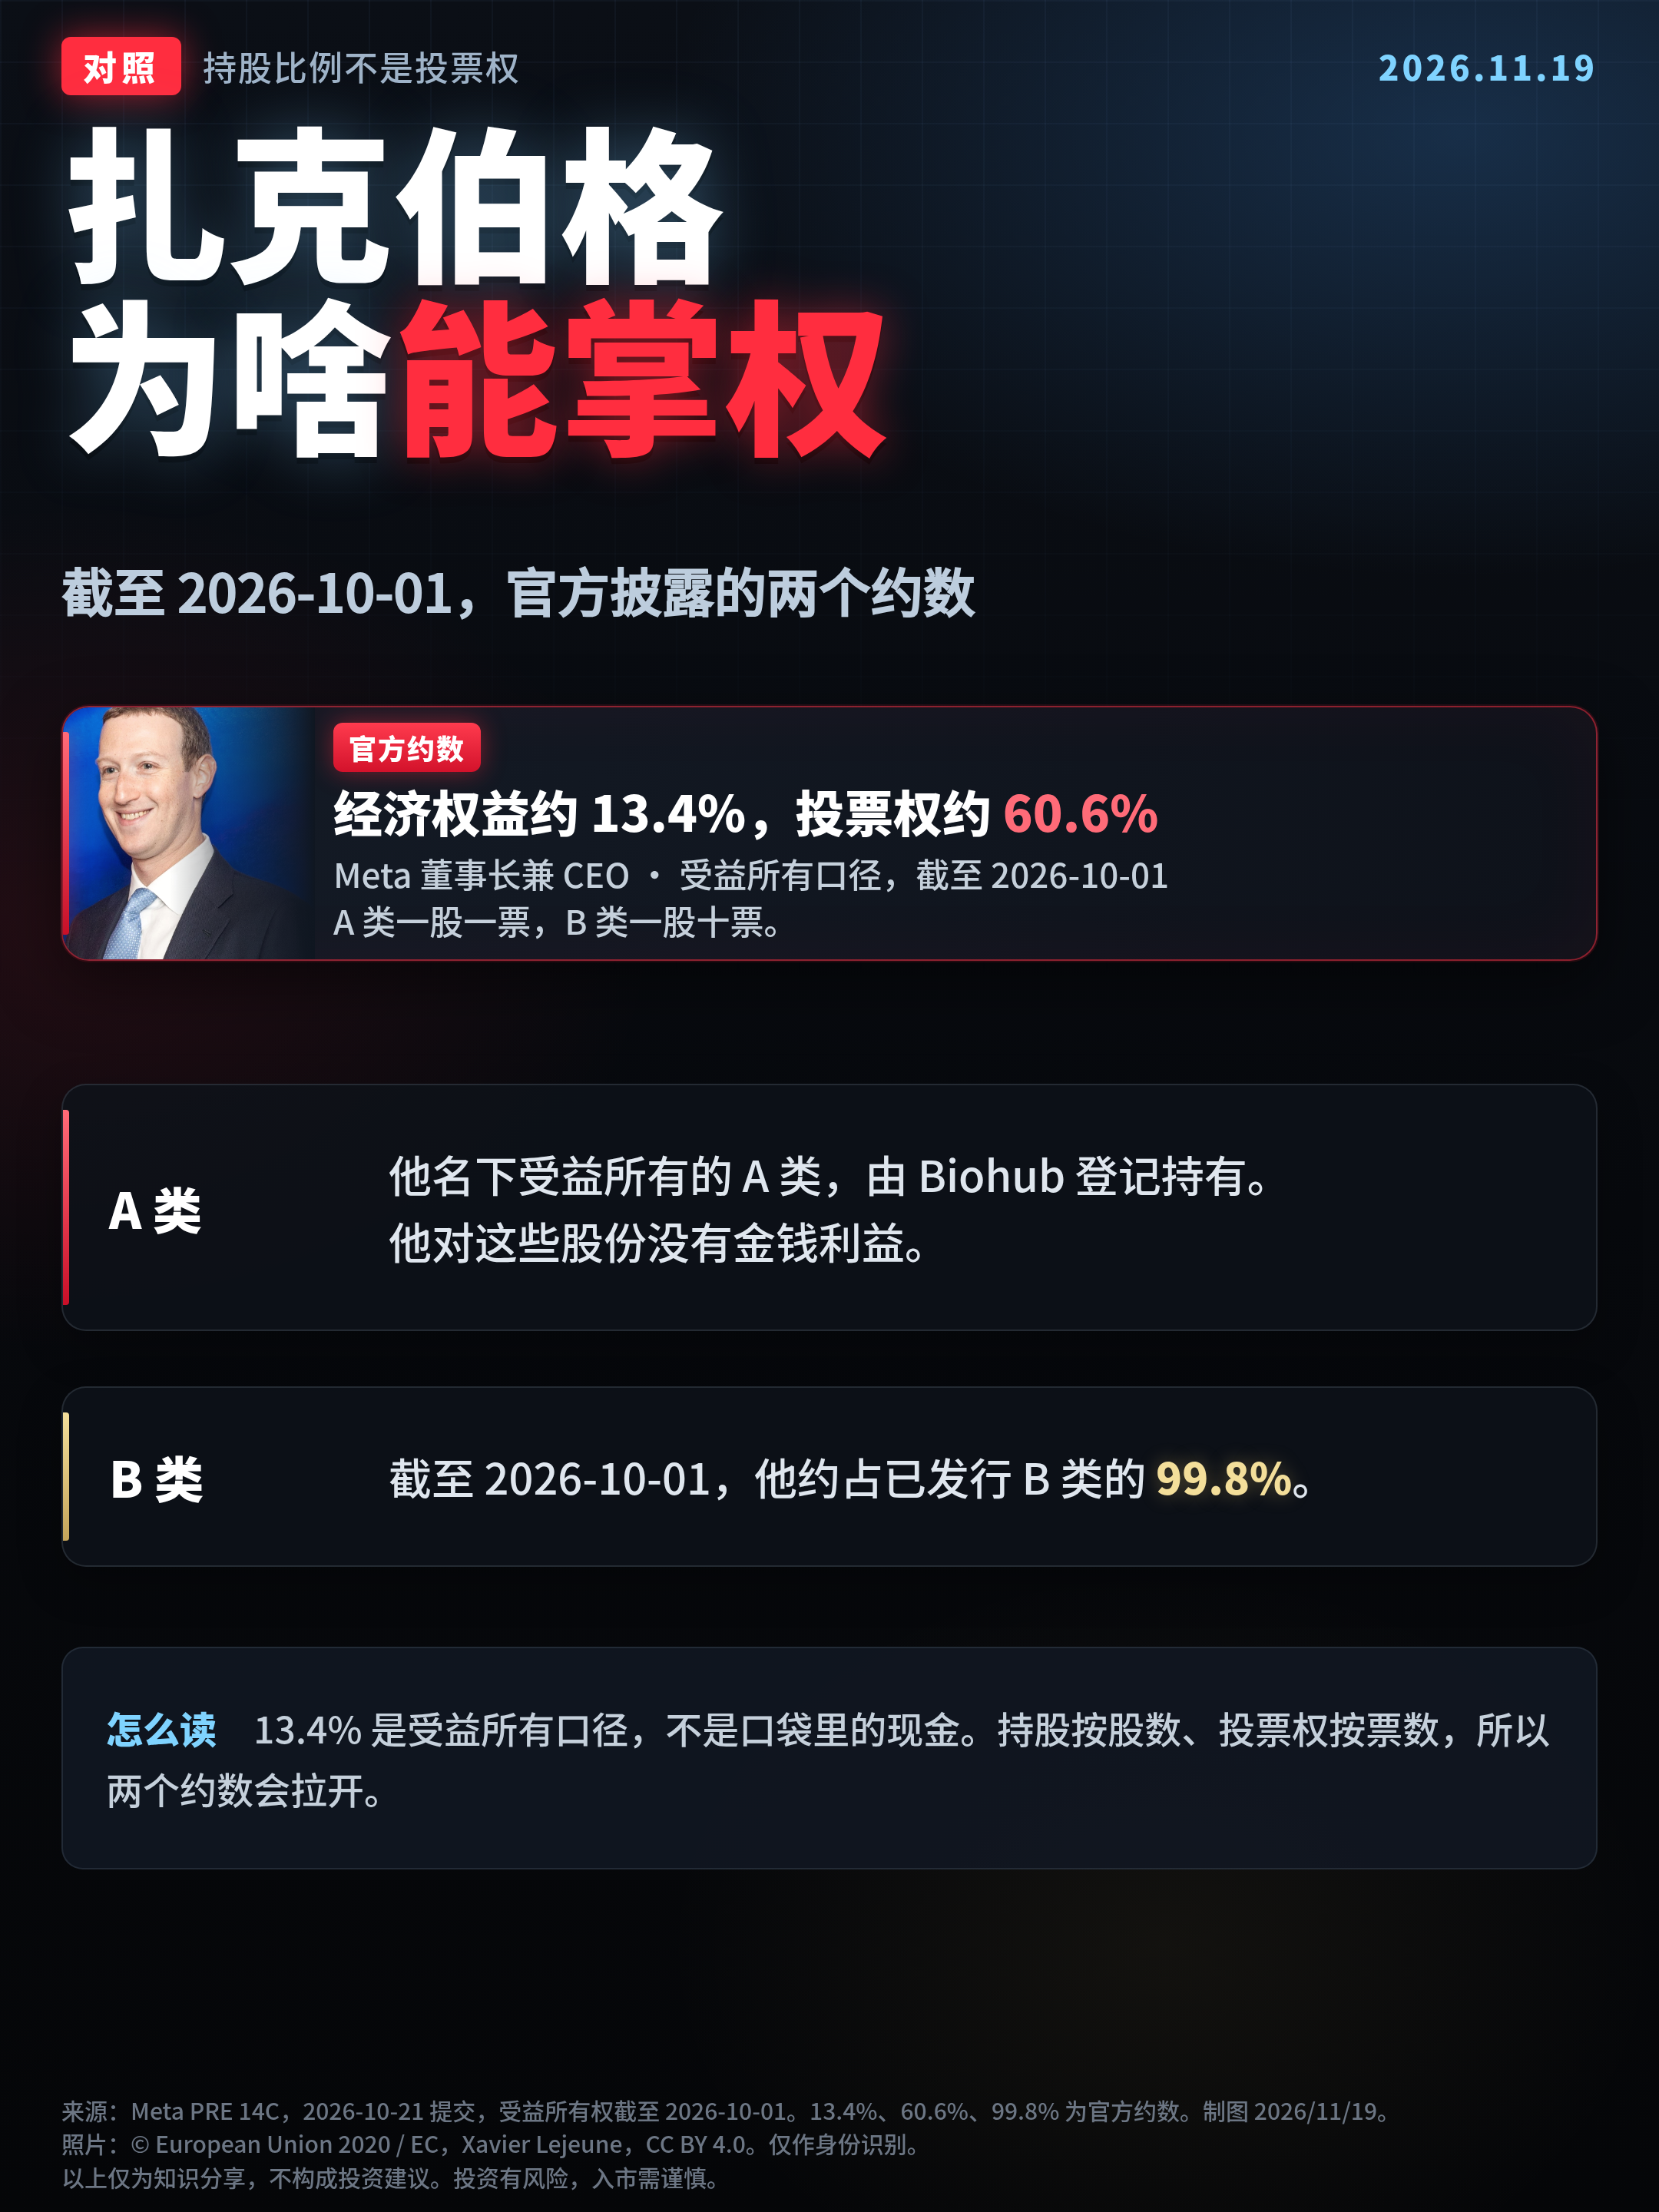 对照 持股比例不是投票权 2026.11.19
扎克伯格
为啥能掌权
截至 2026-10-01，官方披露的两个约数
官方约数
经济权益约 13.4%，投票权约 60.6%
Meta 董事长兼 CEO · 受益所有口径，截至 2026-10-01
A 类一股一票，B 类一股十票。
A 类
他名下受益所有的 A 类，由 Biohub 登记持有。
他对这些股份没有金钱利益。
B 类
截至 2026-10-01，他约占已发行 B 类的 99.8%。
怎么读 13.4% 是受益所有口径，不是口袋里的现金。持股按股数、投票权按票数，所以
两个约数会拉开。
来源：Meta PRE 14C，2026-10-21 提交，受益所有权截至 2026-10-01。13.4%、60.6%、99.8% 为官方约数。制图 2026/11/19。
照片：© European Union 2020 / EC，Xavier Lejeune，CC BY 4.0。仅作身份识别。
以上仅为知识分享，不构成投资建议。投资有风险，入市需谨慎。